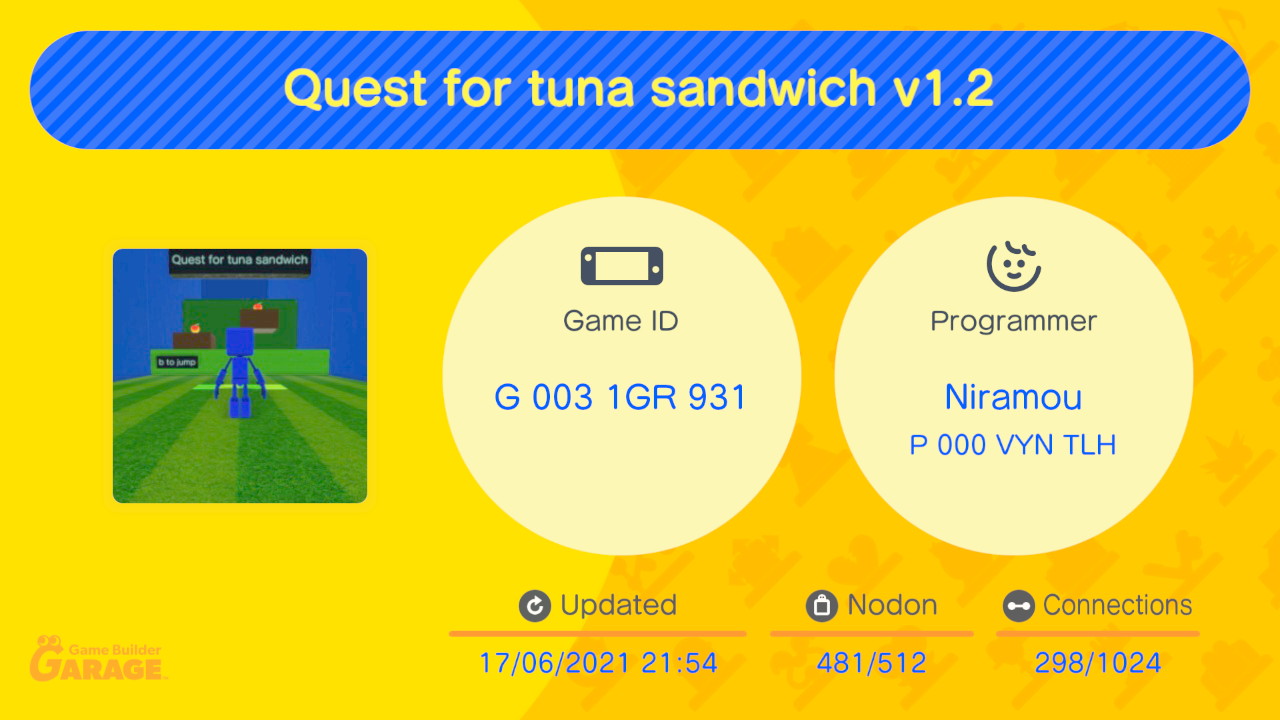 Quest for tuna sandwich v1.2
Quest for tuna sandwich
b to jump
Game ID
G 003 1GR 931
Programmer
Niramou
P 000 VYN TLH
Updated
17/06/2021 21:54
Nodon
481/512
Connections
298/1024
Game Builder
GARAGE